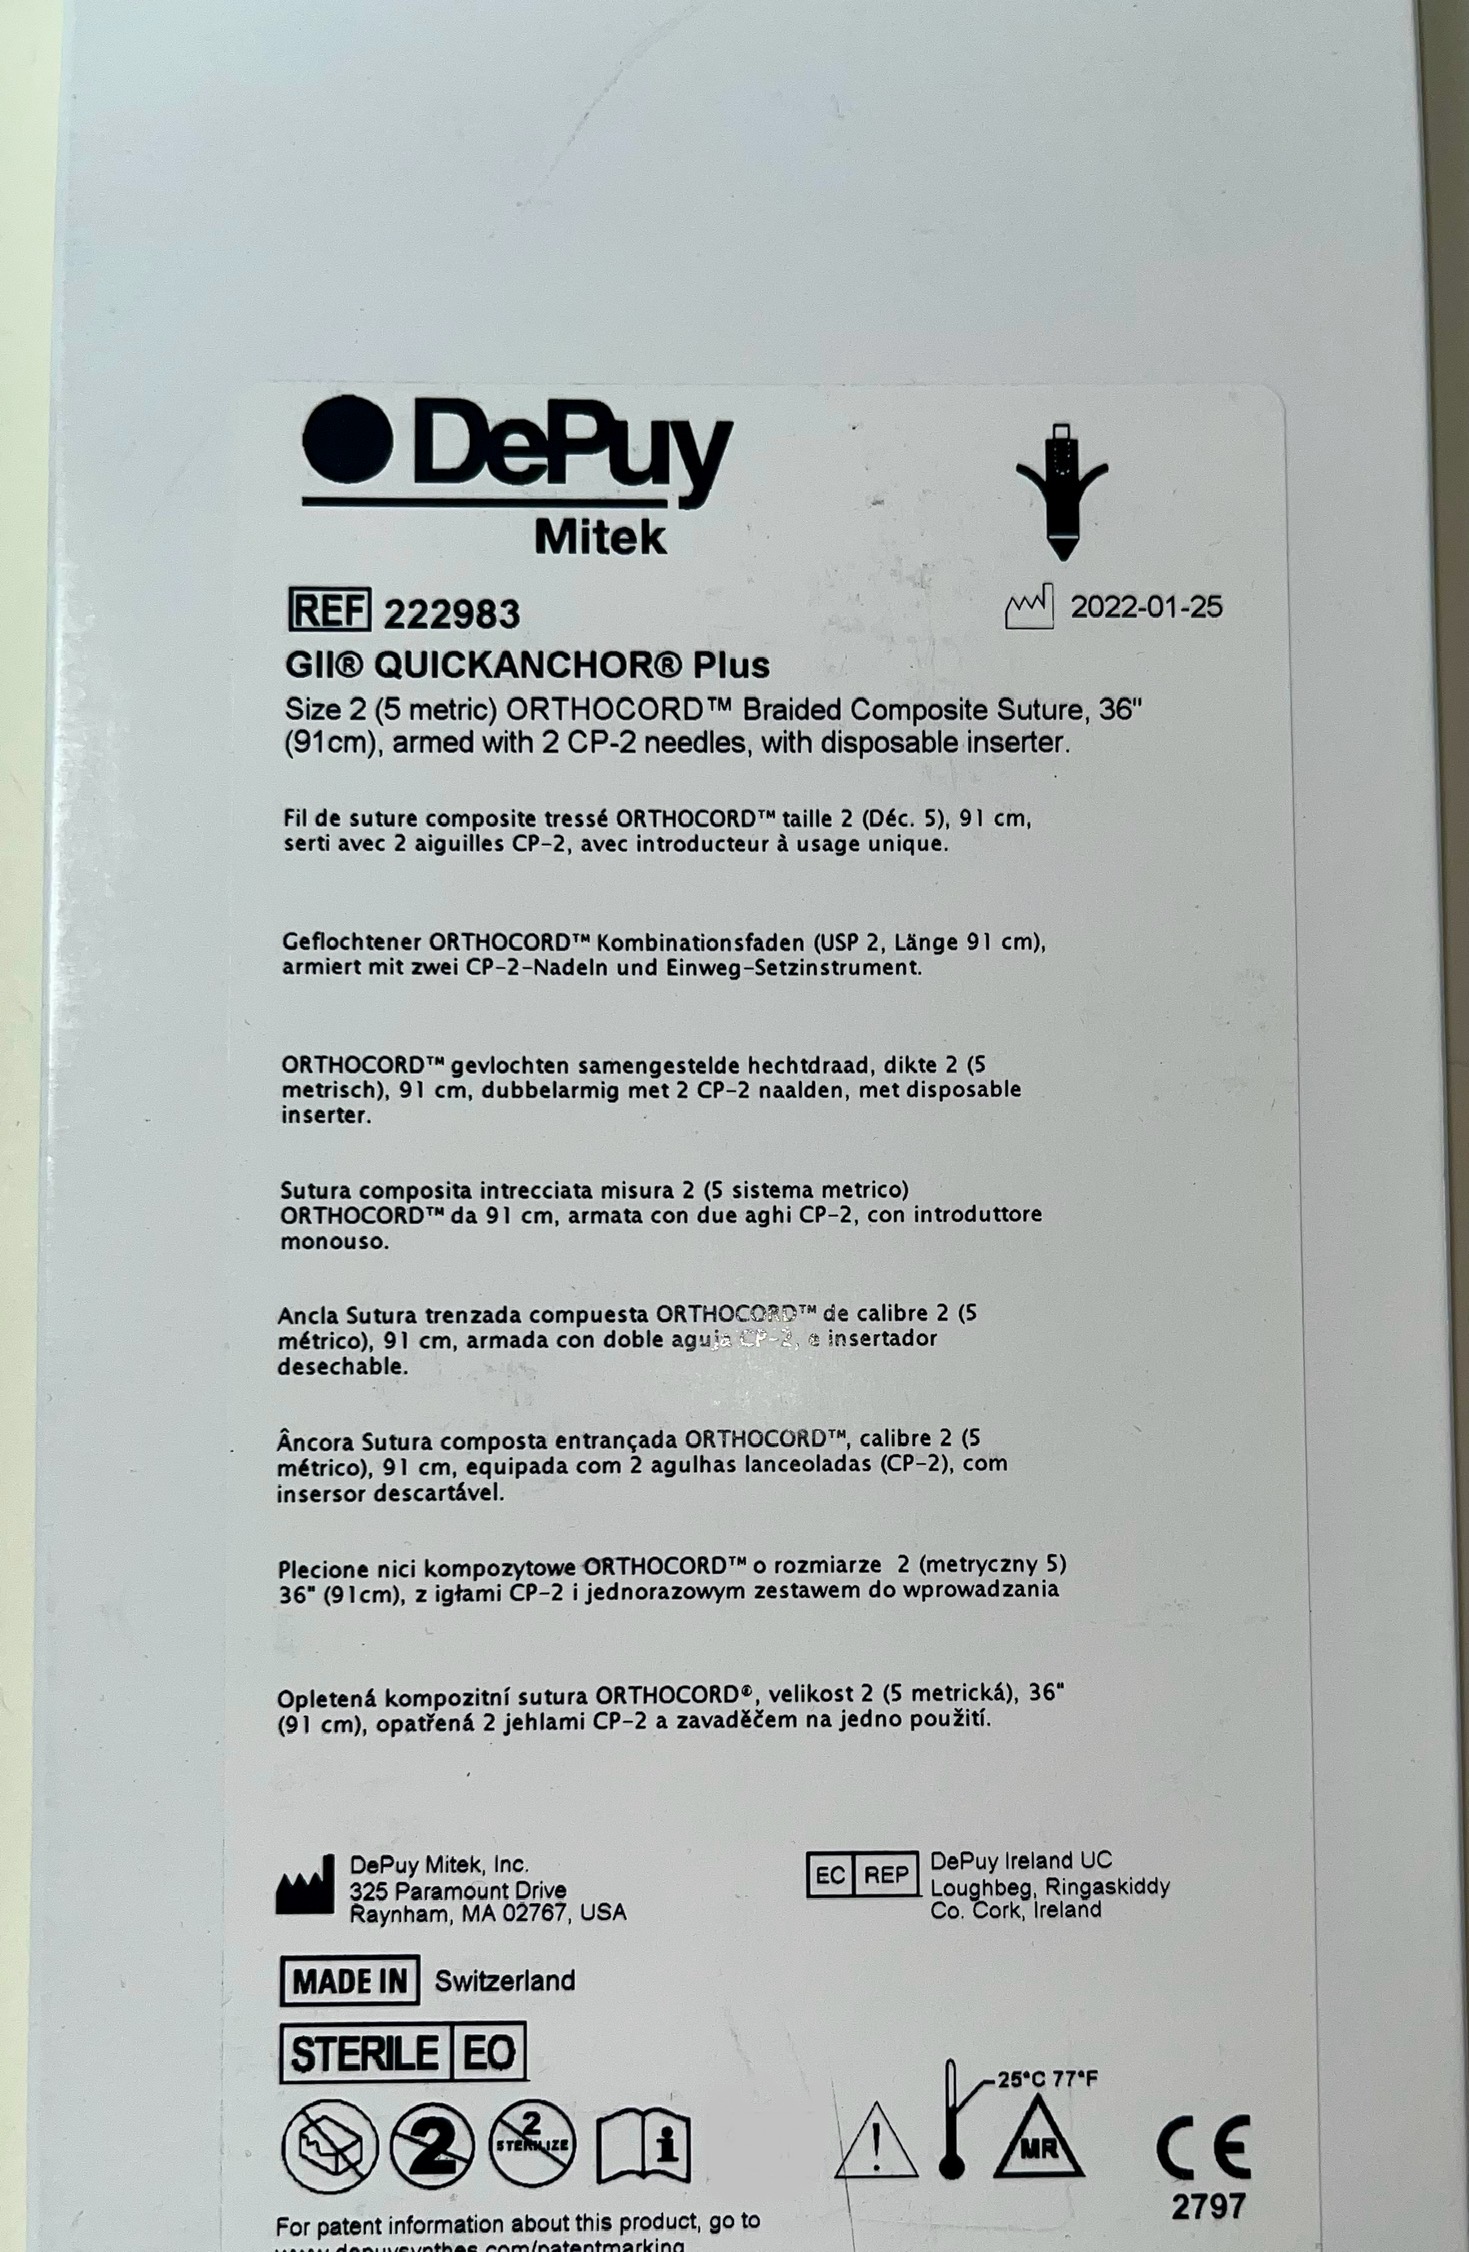 DePuy
Mitek
REF 222983
2022-01-25
GII® QUICKANCHOR® Plus
Size 2 (5 metric) ORTHOCORD™ Braided Composite Suture, 36"
(91cm), armed with 2 CP-2 needles, with disposable inserter.
Fil de suture composite tressé ORTHOCORD™ taille 2 (Déc. 5), 91 cm,
serti avec 2 aiguilles CP-2, avec introducteur à usage unique.
Geflochtener ORTHOCORD™ Kombinationsfaden (USP 2, Länge 91 cm),
armiert mit zwei CP-2-Nadeln und Einweg-Setzinstrument.
ORTHOCORD™ gevlochten samengestelde hechtdraad, dikte 2 (5
metrisch), 91 cm, dubbelarmig met 2 CP-2 naalden, met disposable
inserter.
Sutura composita intrecciata misura 2 (5 sistema metrico)
ORTHOCORD™ da 91 cm, armata con due aghi CP-2, con introduttore
monouso.
Ancla Sutura trenzada compuesta ORTHOCORD™ de calibre 2 (5
métrico), 91 cm, armada con doble aguja CP-2, e insertador
desechable.
Âncora Sutura composta entrançada ORTHOCORD™, calibre 2 (5
métrico), 91 cm, equipada com 2 agulhas lanceoladas (CP-2), com
insersor descartável.
Plecione nici kompozytowe ORTHOCORD™ o rozmiarze 2 (metryczny 5)
36" (91cm), z igłami CP-2 i jednorazowym zestawem do wprowadzania
Opletená kompozitní sutura ORTHOCORD®, velikost 2 (5 metrická), 36"
(91 cm), opatřená 2 jehlami CP-2 a zavaděčem na jedno použití.
DePuy Mitek, Inc.
325 Paramount Drive
Raynham, MA 02767, USA
EC REP
DePuy Ireland UC
Loughbeg, Ringaskiddy
Co. Cork, Ireland
MADE IN Switzerland
STERILE EO
25°C 77°F
2
2
STERILIZE
i
!
MR
CE
2797
For patent information about this product, go to
www.depuysynthes.com/patentmarking